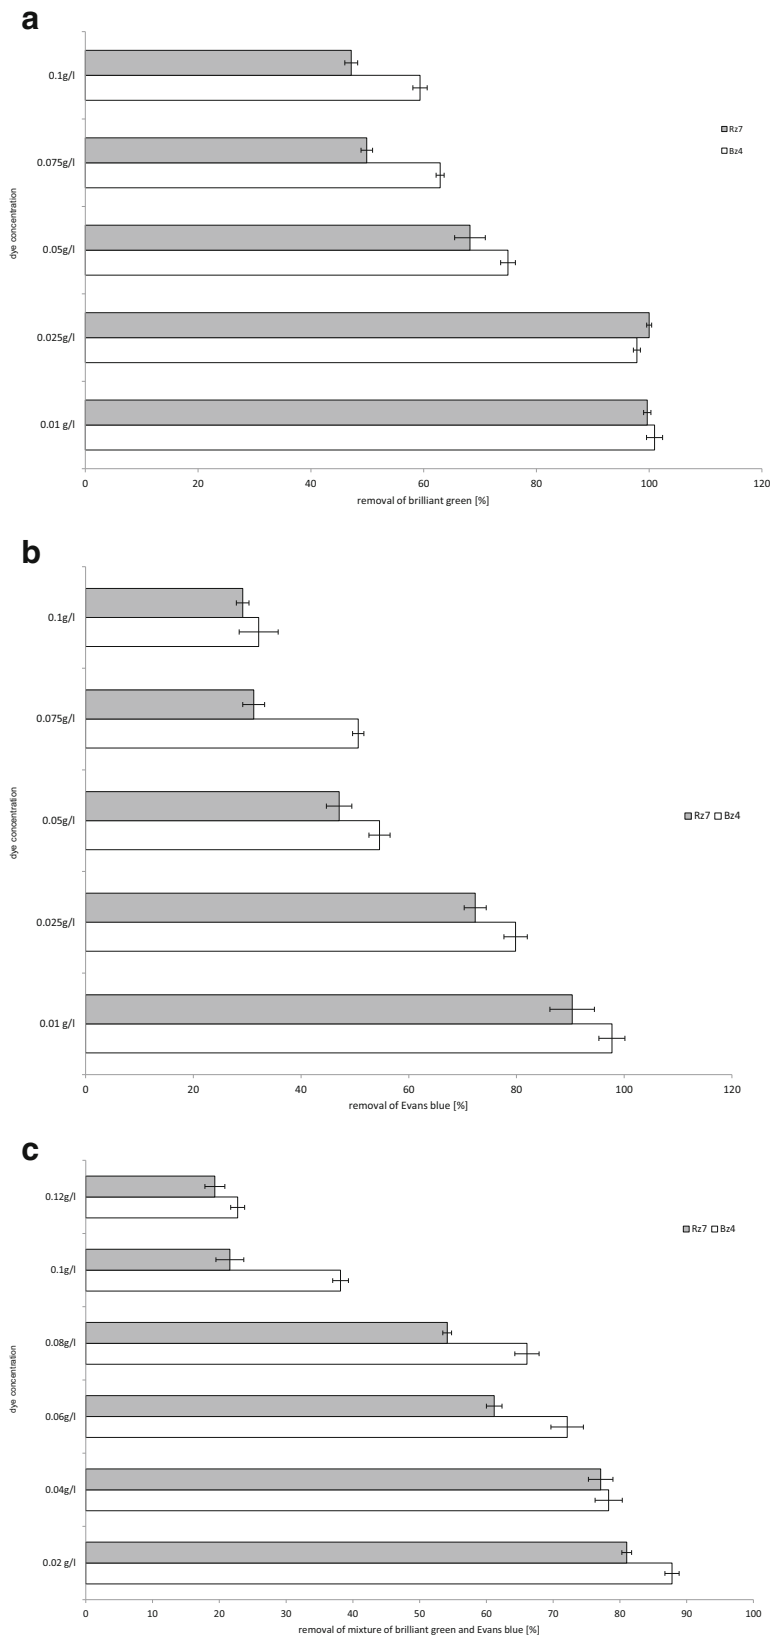 a
0.1g/l
0.075g/l
0.05g/l
0.025g/l
0.01 g/l
dye concentration
Rz7
Bz4
0 20 40 60 80 100 120
removal of brilliant green [%]
b
0.1g/l
0.075g/l
0.05g/l
0.025g/l
0.01 g/l
dye concentration
Rz7 Bz4
0 20 40 60 80 100 120
removal of Evans blue [%]
c
0.12g/l
0.1g/l
0.08g/l
0.06g/l
0.04g/l
0.02 g/l
dye concentration
Rz7 Bz4
0 10 20 30 40 50 60 70 80 90 100
removal of mixture of brilliant green and Evans blue [%]